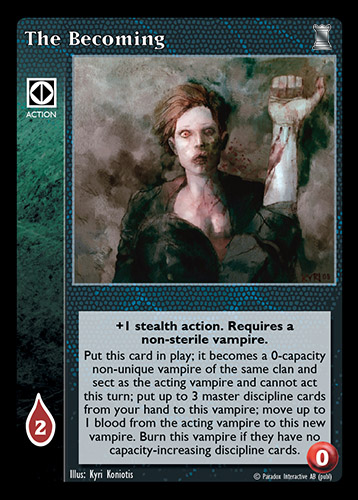 The Becoming
ACTION
+1 stealth action. Requires a
non-sterile vampire.
Put this card in play; it becomes a 0-capacity
non-unique vampire of the same clan and
sect as the acting vampire and cannot act
this turn; put up to 3 master discipline cards
from your hand to this vampire; move up to
1 blood from the acting vampire to this new
vampire. Burn this vampire if they have no
capacity-increasing discipline cards.
2
0
Illus: Kyri Koniotis
© Paradox Interactive AB (publ)